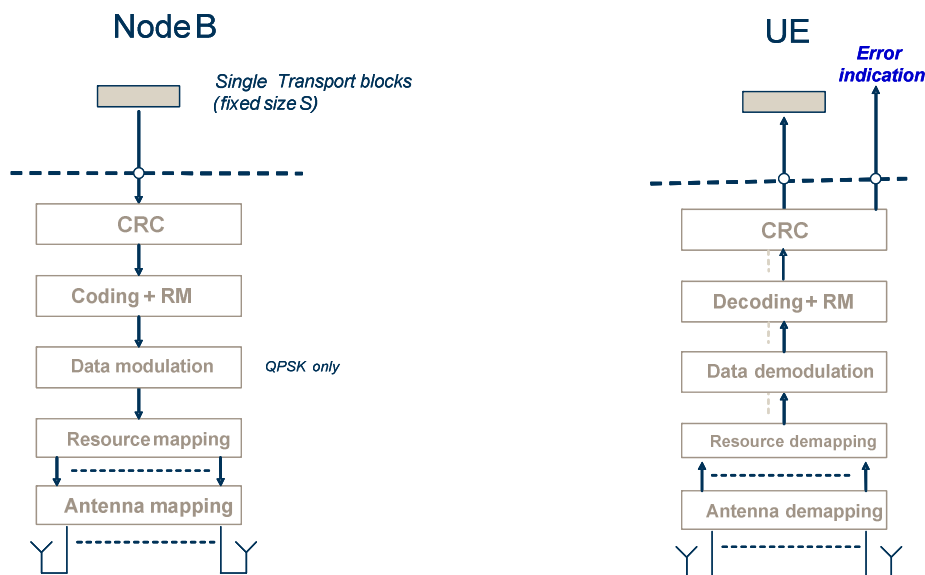 Node B
Single Transport blocks
(fixed size S)
CRC
Coding + RM
Data modulation
QPSK only
Resource mapping
Antenna mapping
UE
Error
indication
CRC
Decoding + RM
Data demodulation
Resource demapping
Antenna demapping